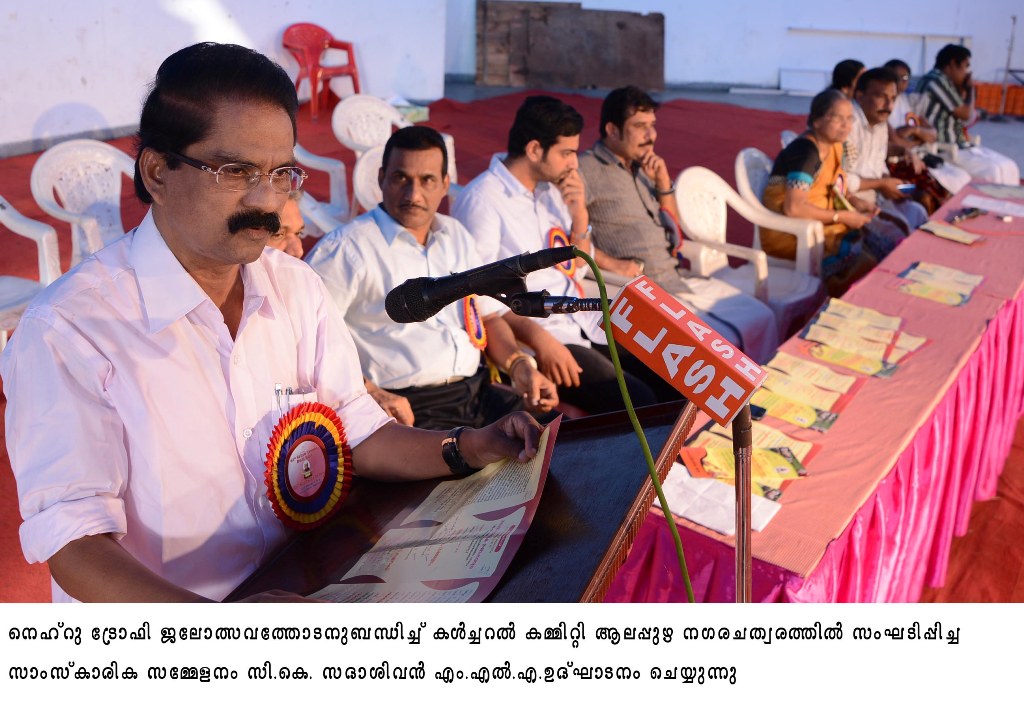 FLASH
FLASH
നെഹ്റു ട്രോഫി ജലോത്സവത്തോടനുബന്ധിച്ച് കൾച്ചറൽ കമ്മിറ്റി ആലപ്പുഴ നഗരചത്വരത്തിൽ സംഘടിപ്പിച്ച
സാംസ്കാരിക സമ്മേളനം സി.കെ. സദാശിവൻ എം.എൽ.എ.ഉദ്ഘാടനം ചെയ്യുന്നു